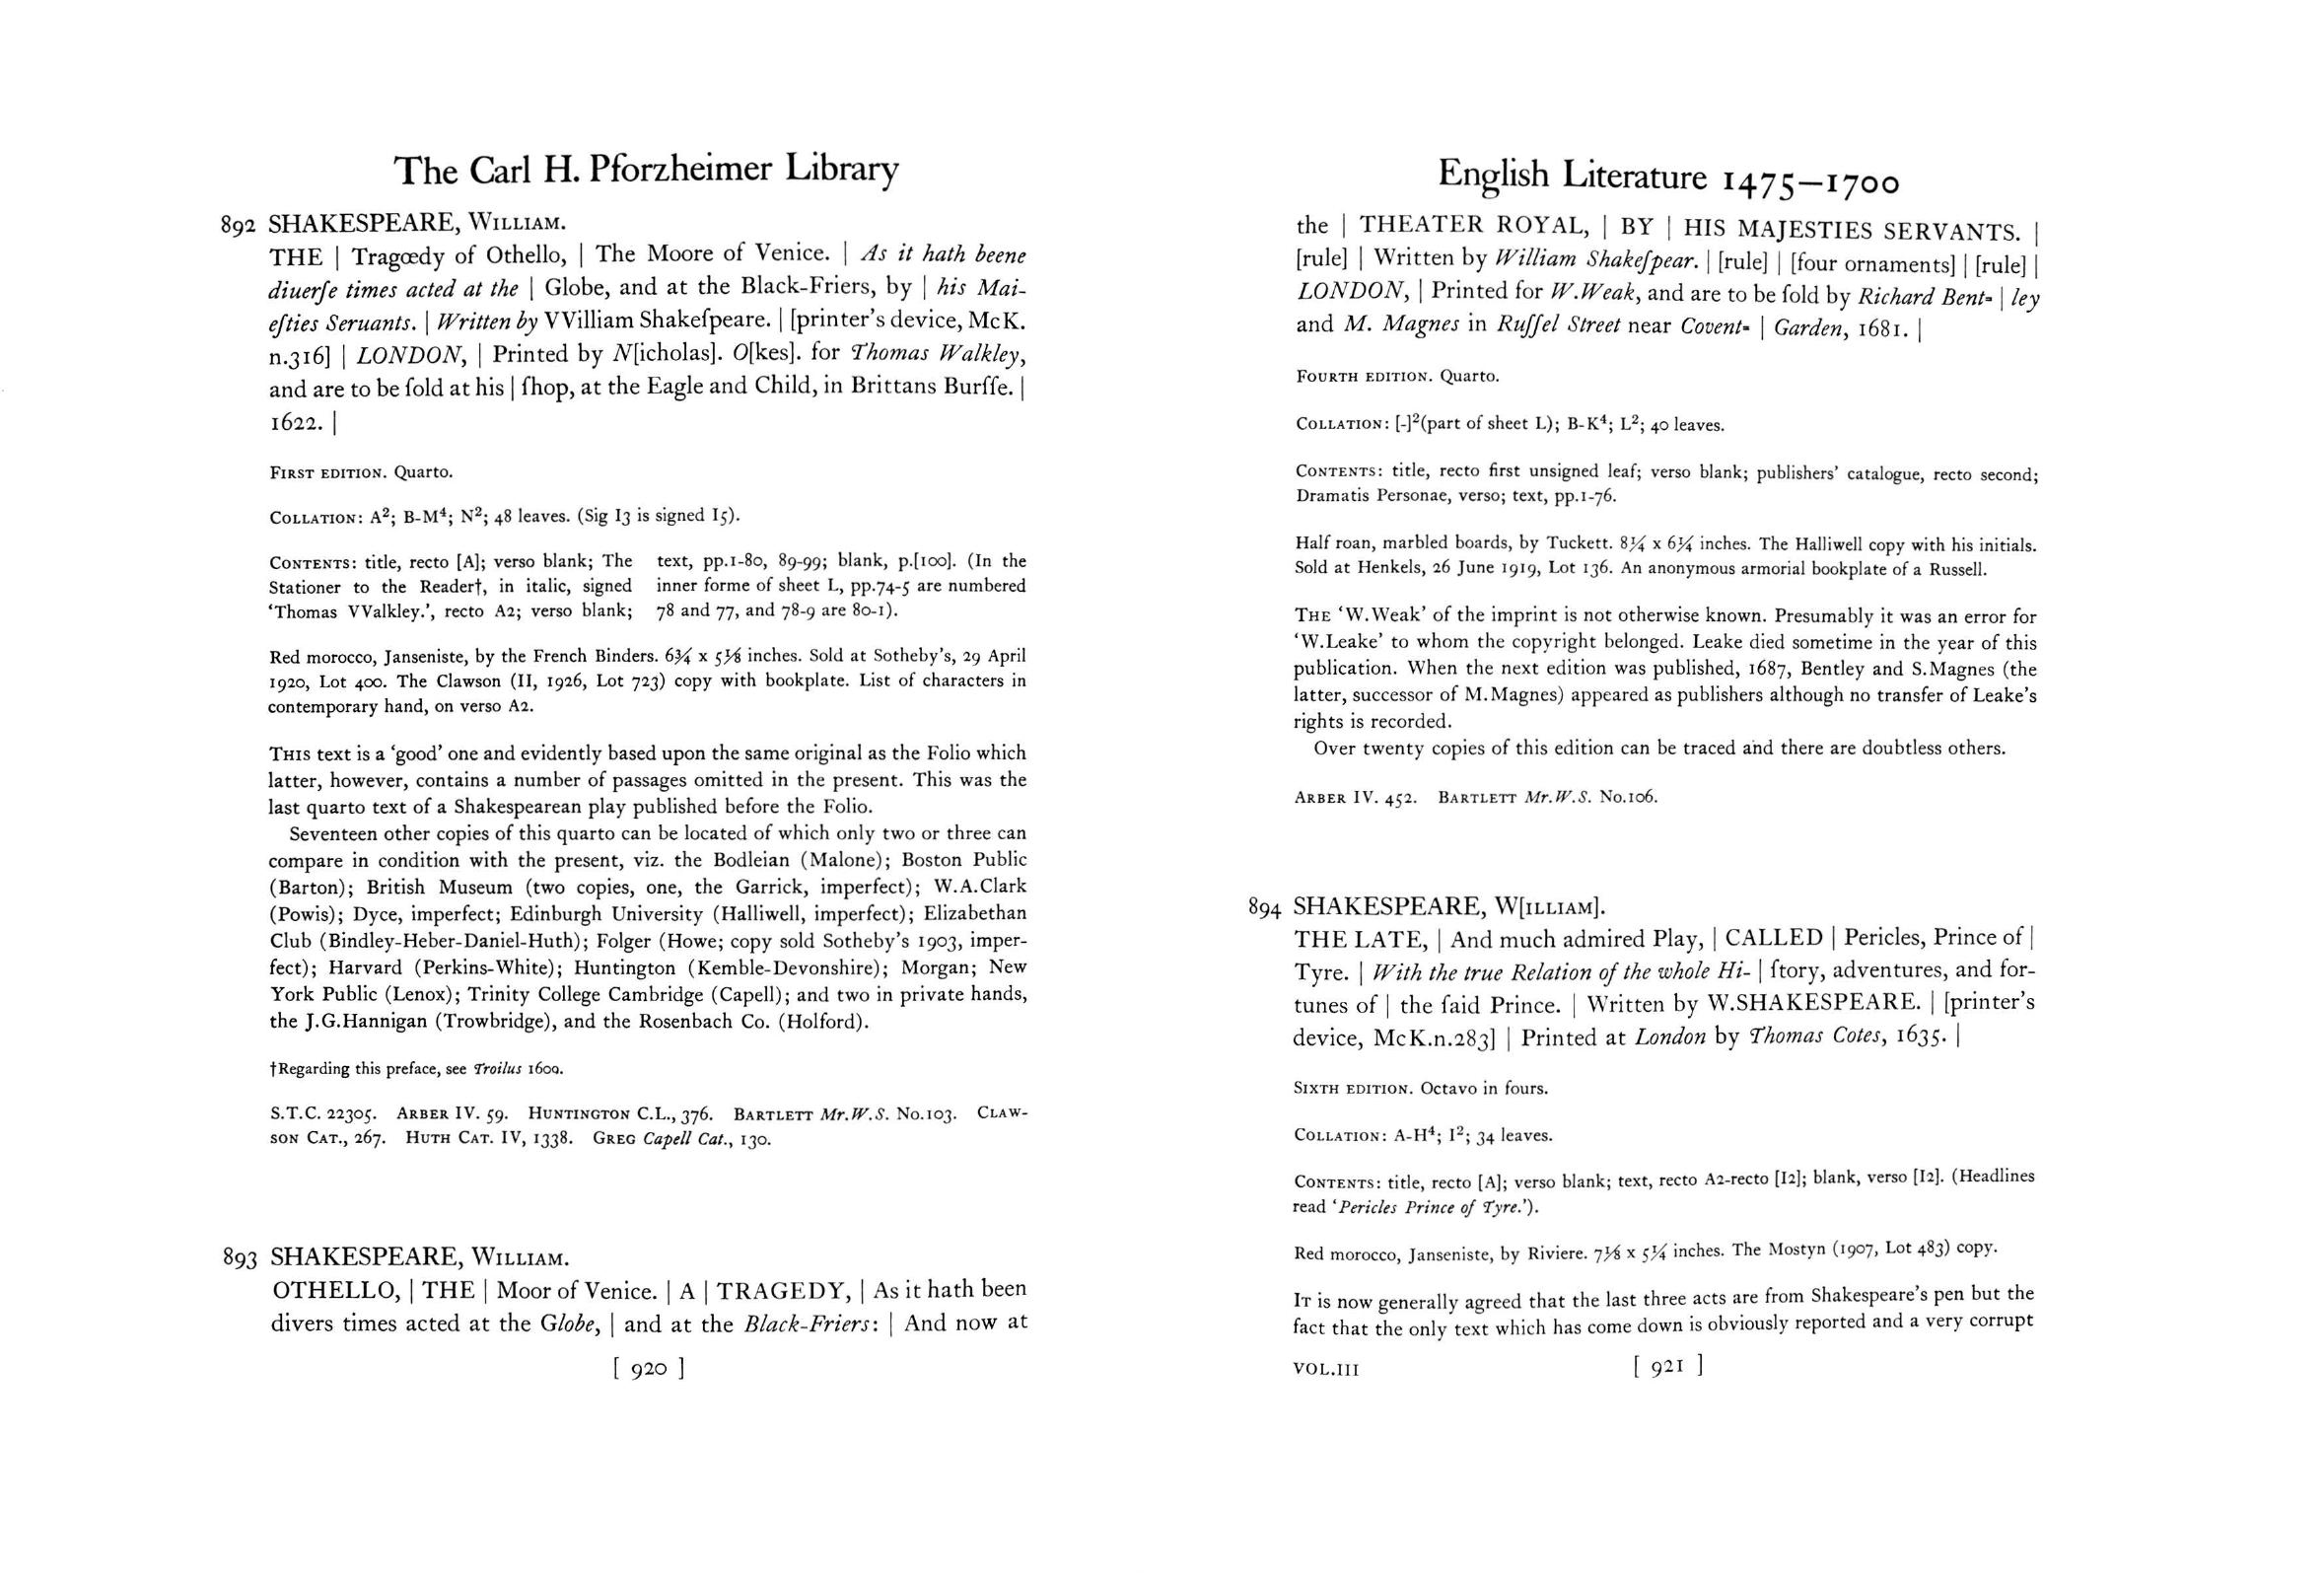 The Carl H. Pforzheimer Library
892 SHAKESPEARE, WILLIAM.
THE | Tragœdy of Othello, | The Moore of Venice. | As it hath beene
diuerſe times acted at the | Globe, and at the Black-Friers, by | his Mai-
eſties Seruants. | Written by VVilliam Shakeſpeare. | [printer's device, McK.
n.316] | LONDON, | Printed by N[icholas]. O[kes]. for Thomas Walkley,
and are to be ſold at his | ſhop, at the Eagle and Child, in Brittans Burſſe. |
1622. |
FIRST EDITION. Quarto.
COLLATION: A²; B-M⁴; N²; 48 leaves. (Sig I3 is signed I5).
CONTENTS: title, recto [A]; verso blank; The
Stationer to the Reader†, in italic, signed
'Thomas VValkley.', recto A2; verso blank;
text, pp.1-80, 89-99; blank, p.[100]. (In the
inner forme of sheet L, pp.74-5 are numbered
78 and 77, and 78-9 are 80-1).
Red morocco, Janseniste, by the French Binders. 6¾ x 5⅛ inches. Sold at Sotheby's, 29 April
1920, Lot 400. The Clawson (II, 1926, Lot 723) copy with bookplate. List of characters in
contemporary hand, on verso A2.
THIS text is a 'good' one and evidently based upon the same original as the Folio which
latter, however, contains a number of passages omitted in the present. This was the
last quarto text of a Shakespearean play published before the Folio.
Seventeen other copies of this quarto can be located of which only two or three can
compare in condition with the present, viz. the Bodleian (Malone); Boston Public
(Barton); British Museum (two copies, one, the Garrick, imperfect); W.A.Clark
(Powis); Dyce, imperfect; Edinburgh University (Halliwell, imperfect); Elizabethan
Club (Bindley-Heber-Daniel-Huth); Folger (Howe; copy sold Sotheby's 1903, imper-
fect); Harvard (Perkins-White); Huntington (Kemble-Devonshire); Morgan; New
York Public (Lenox); Trinity College Cambridge (Capell); and two in private hands,
the J.G.Hannigan (Trowbridge), and the Rosenbach Co. (Holford).
†Regarding this preface, see Troilus 1609.
S.T.C. 22305. ARBER IV. 59. HUNTINGTON C.L., 376. BARTLETT Mr.W.S. No.103. CLAW-
SON CAT., 267. HUTH CAT. IV, 1338. GREG Capell Cat., 130.
893 SHAKESPEARE, WILLIAM.
OTHELLO, | THE | Moor of Venice. | A | TRAGEDY, | As it hath been
divers times acted at the Globe, | and at the Black-Friers: | And now at
[ 920 ]
English Literature 1475–1700
the | THEATER ROYAL, | BY | HIS MAJESTIES SERVANTS. |
[rule] | Written by William Shakeſpear. | [rule] | [four ornaments] | [rule] |
LONDON, | Printed for W.Weak, and are to be ſold by Richard Bent- | ley
and M. Magnes in Ruſſel Street near Covent- | Garden, 1681. |
FOURTH EDITION. Quarto.
COLLATION: [-]²(part of sheet L); B-K⁴; L²; 40 leaves.
CONTENTS: title, recto first unsigned leaf; verso blank; publishers' catalogue, recto second;
Dramatis Personae, verso; text, pp.1-76.
Half roan, marbled boards, by Tuckett. 8¼ x 6¼ inches. The Halliwell copy with his initials.
Sold at Henkels, 26 June 1919, Lot 136. An anonymous armorial bookplate of a Russell.
THE 'W.Weak' of the imprint is not otherwise known. Presumably it was an error for
'W.Leake' to whom the copyright belonged. Leake died sometime in the year of this
publication. When the next edition was published, 1687, Bentley and S.Magnes (the
latter, successor of M.Magnes) appeared as publishers although no transfer of Leake's
rights is recorded.
Over twenty copies of this edition can be traced and there are doubtless others.
ARBER IV. 452. BARTLETT Mr.W.S. No.106.
894 SHAKESPEARE, W[ILLIAM].
THE LATE, | And much admired Play, | CALLED | Pericles, Prince of |
Tyre. | With the true Relation of the whole Hi- | ſtory, adventures, and for-
tunes of | the ſaid Prince. | Written by W.SHAKESPEARE. | [printer's
device, McK.n.283] | Printed at London by Thomas Cotes, 1635. |
SIXTH EDITION. Octavo in fours.
COLLATION: A-H⁴; I²; 34 leaves.
CONTENTS: title, recto [A]; verso blank; text, recto A2-recto [I2]; blank, verso [I2]. (Headlines
read 'Pericles Prince of Tyre.').
Red morocco, Janseniste, by Riviere. 7⅛ x 5¼ inches. The Mostyn (1907, Lot 483) copy.
IT is now generally agreed that the last three acts are from Shakespeare's pen but the
fact that the only text which has come down is obviously reported and a very corrupt
VOL.III [ 921 ]